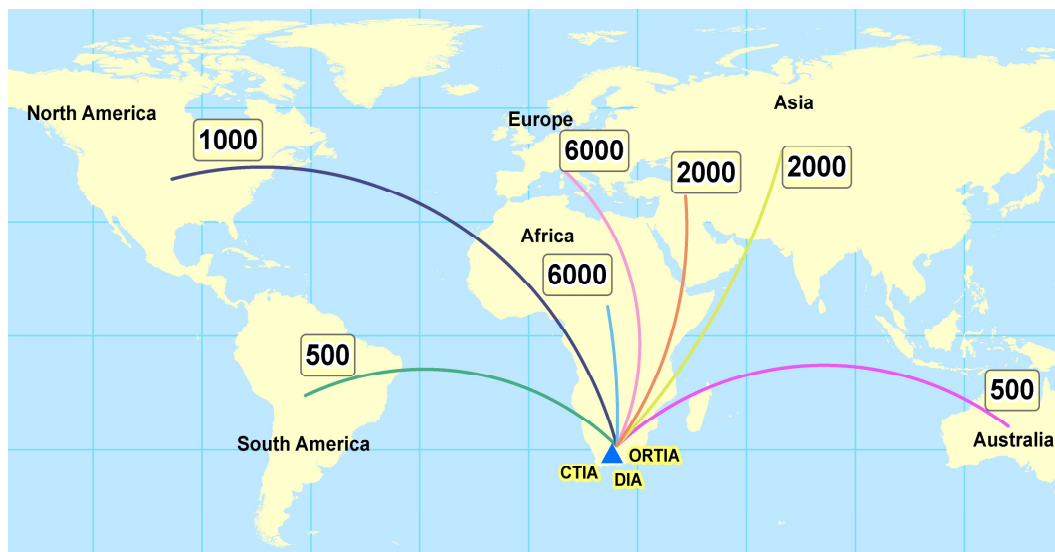 North America
1000
Europe
6000
Asia
2000
2000
Africa
6000
500
South America
500
Australia
ORTIA
CTIA
DIA